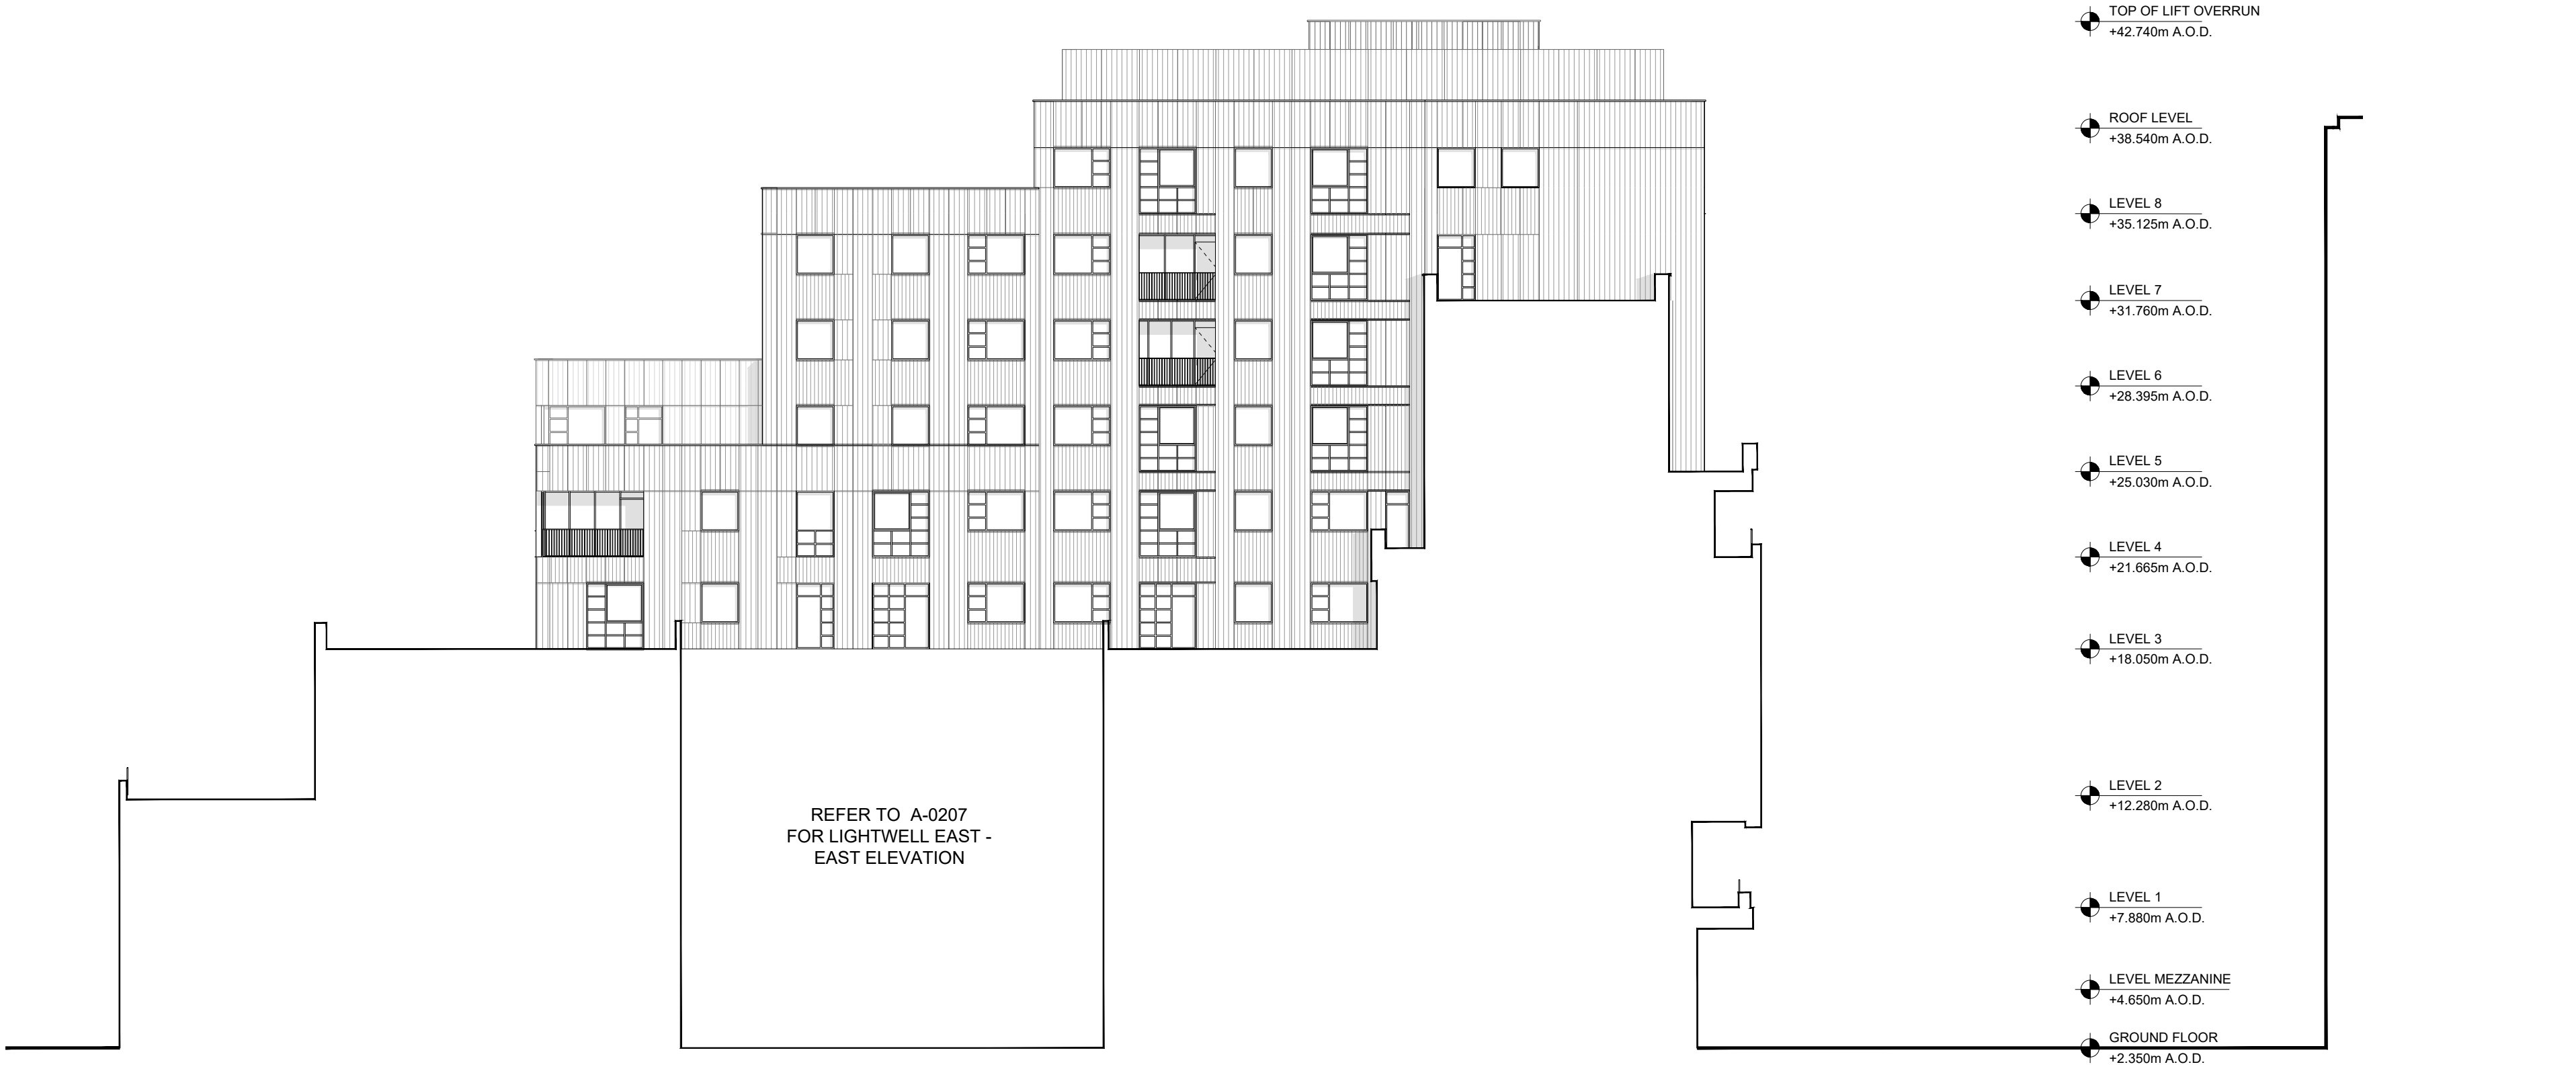 TOP OF LIFT OVERRUN
+42.740m A.O.D.
ROOF LEVEL
+38.540m A.O.D.
LEVEL 8
+35.125m A.O.D.
LEVEL 7
+31.760m A.O.D.
LEVEL 6
+28.395m A.O.D.
LEVEL 5
+25.030m A.O.D.
LEVEL 4
+21.665m A.O.D.
LEVEL 3
+18.050m A.O.D.
LEVEL 2
+12.280m A.O.D.
REFER TO A-0207
FOR LIGHTWELL EAST -
EAST ELEVATION
LEVEL 1
+7.880m A.O.D.
LEVEL MEZZANINE
+4.650m A.O.D.
GROUND FLOOR
+2.350m A.O.D.